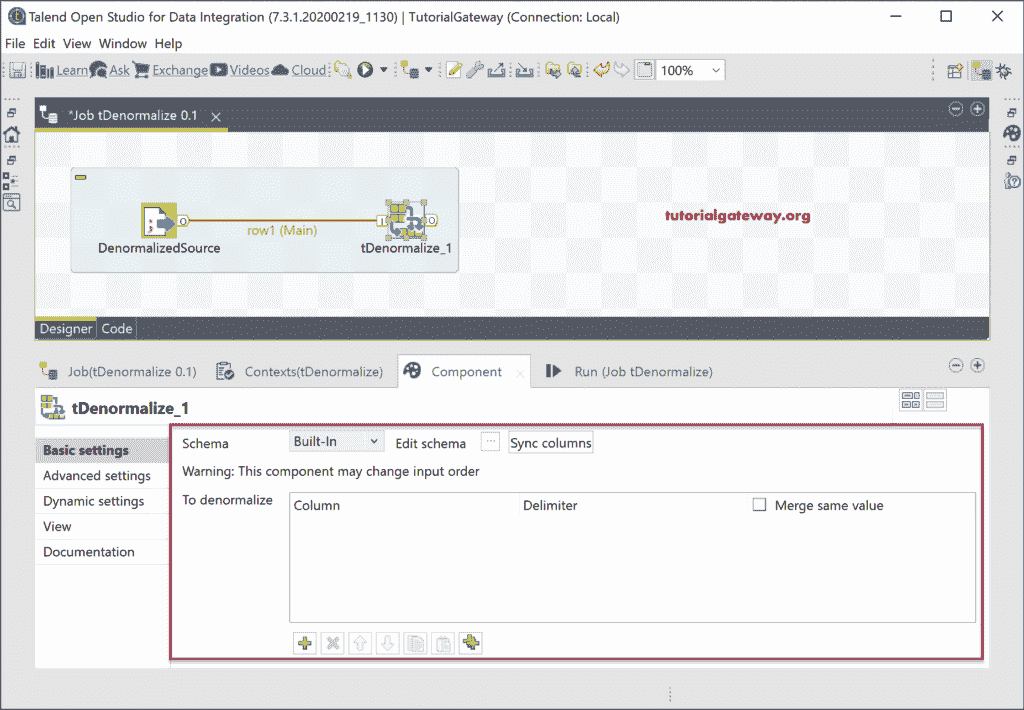 Talend Open Studio for Data Integration (7.3.1.20200219_1130) | TutorialGateway (Connection: Local)
File Edit View Window Help
Learn Ask Exchange Videos Cloud 100%
*Job tDenormalize 0.1
tutorialgateway.org
row1 (Main)
DenormalizedSource tDenormalize_1
Designer Code
Job(tDenormalize 0.1) Contexts(tDenormalize) Component Run (Job tDenormalize)
tDenormalize_1
Basic settings
Advanced settings
Dynamic settings
View
Documentation
Schema Built-In Edit schema ... Sync columns
Warning: This component may change input order
To denormalize Column Delimiter Merge same value